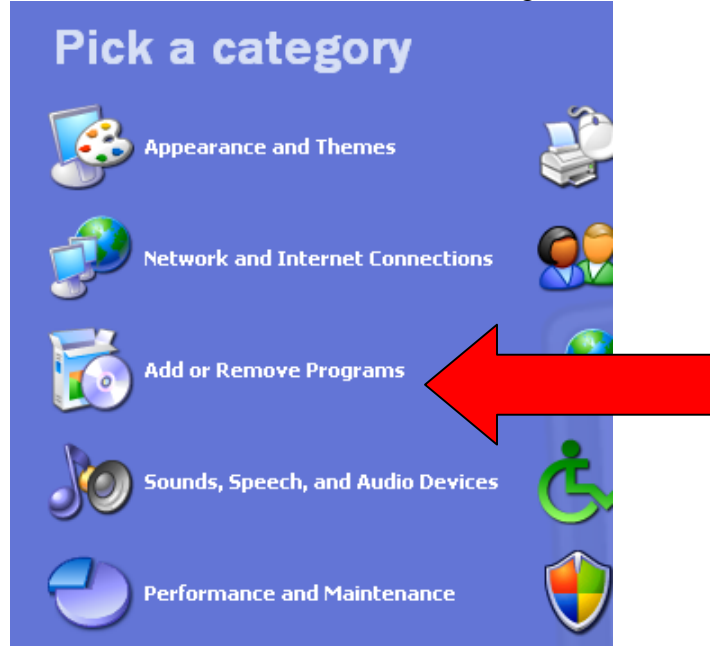 Pick a category
Appearance and Themes
Network and Internet Connections
Add or Remove Programs
Sounds, Speech, and Audio Devices
Performance and Maintenance